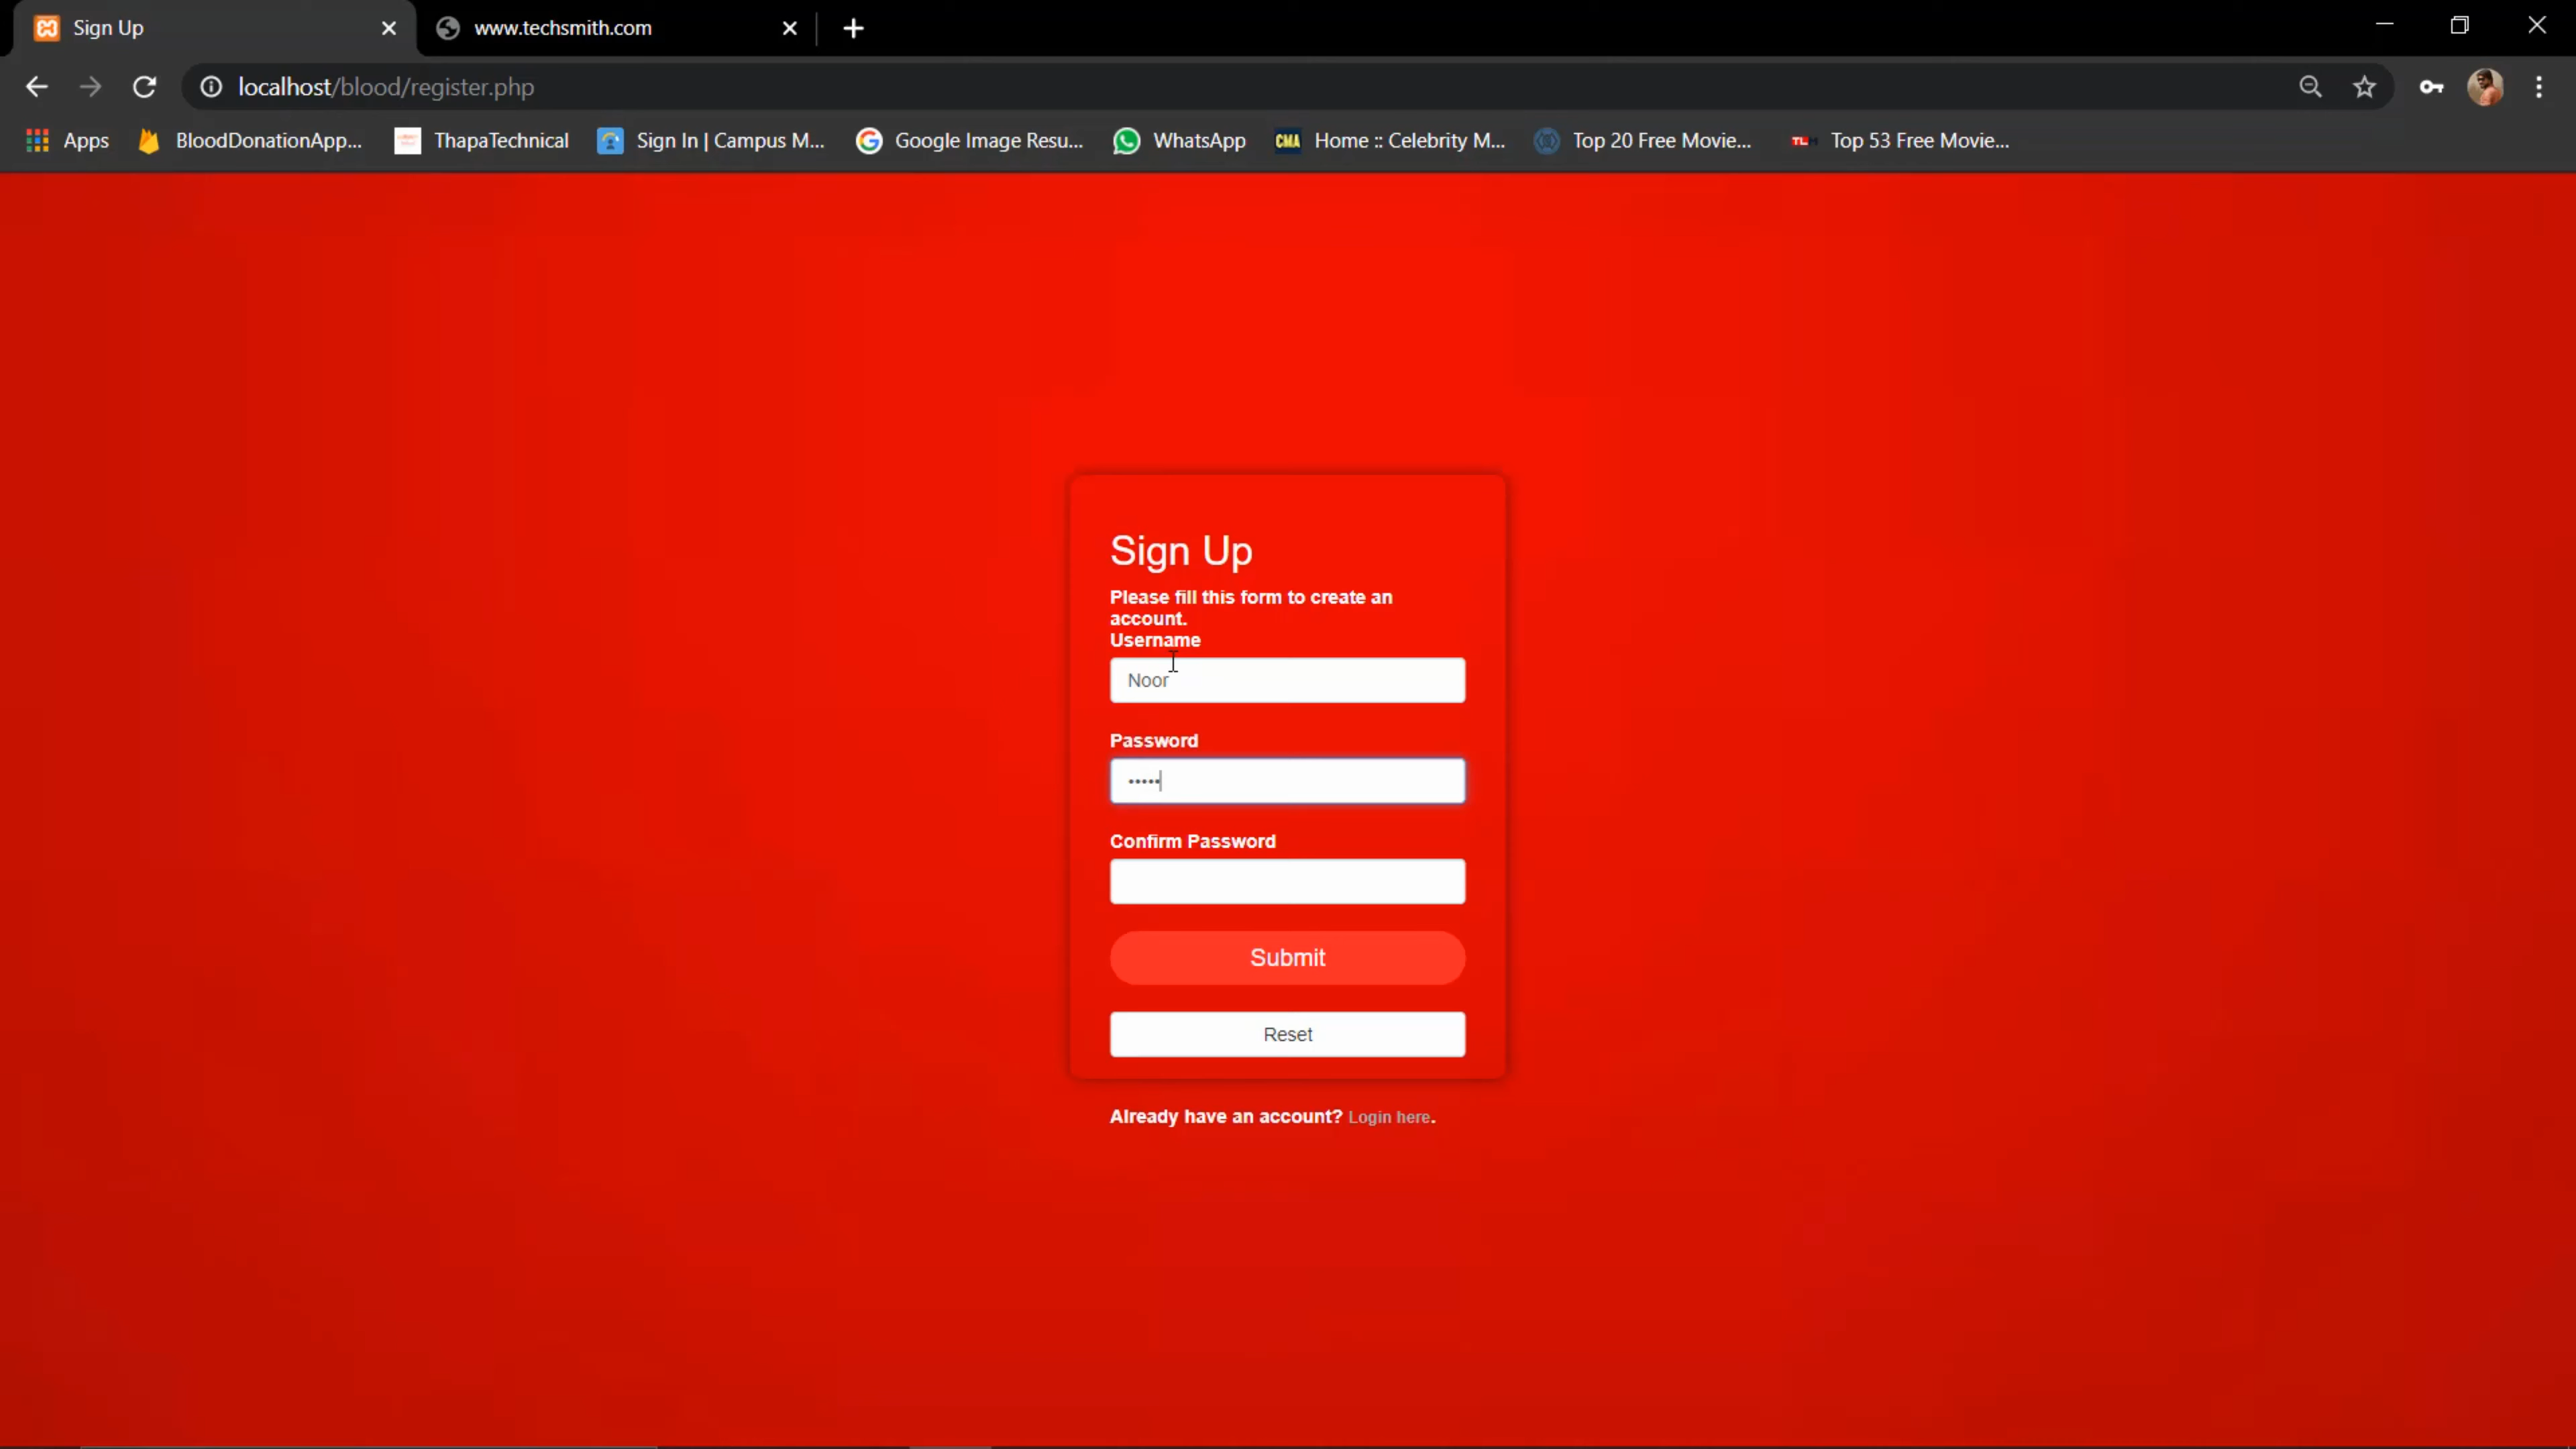 Sign Up
www.techsmith.com
localhost/blood/register.php
Apps
BloodDonationApp...
ThapaTechnical
Sign In | Campus M...
Google Image Resu...
WhatsApp
CMA
Home :: Celebrity M...
Top 20 Free Movie...
Top 53 Free Movie...
Sign Up
Please fill this form to create an
account.
Username
Noor
Password
•••••
Confirm Password
Submit
Reset
Already have an account? Login here.